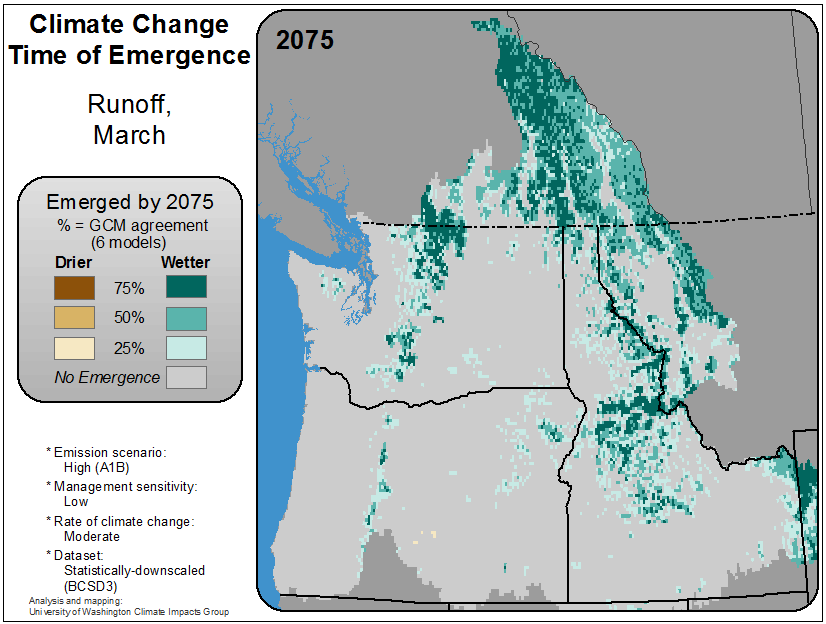 Climate Change
Time of Emergence
Runoff,
March
Emerged by 2075
% = GCM agreement
(6 models)
Drier Wetter
75%
50%
25%
No Emergence
* Emission scenario:
High (A1B)
* Management sensitivity:
Low
* Rate of climate change:
Moderate
* Dataset:
Statistically-downscaled
(BCSD3)
Analysis and mapping:
University of Washington Climate Impacts Group
2075